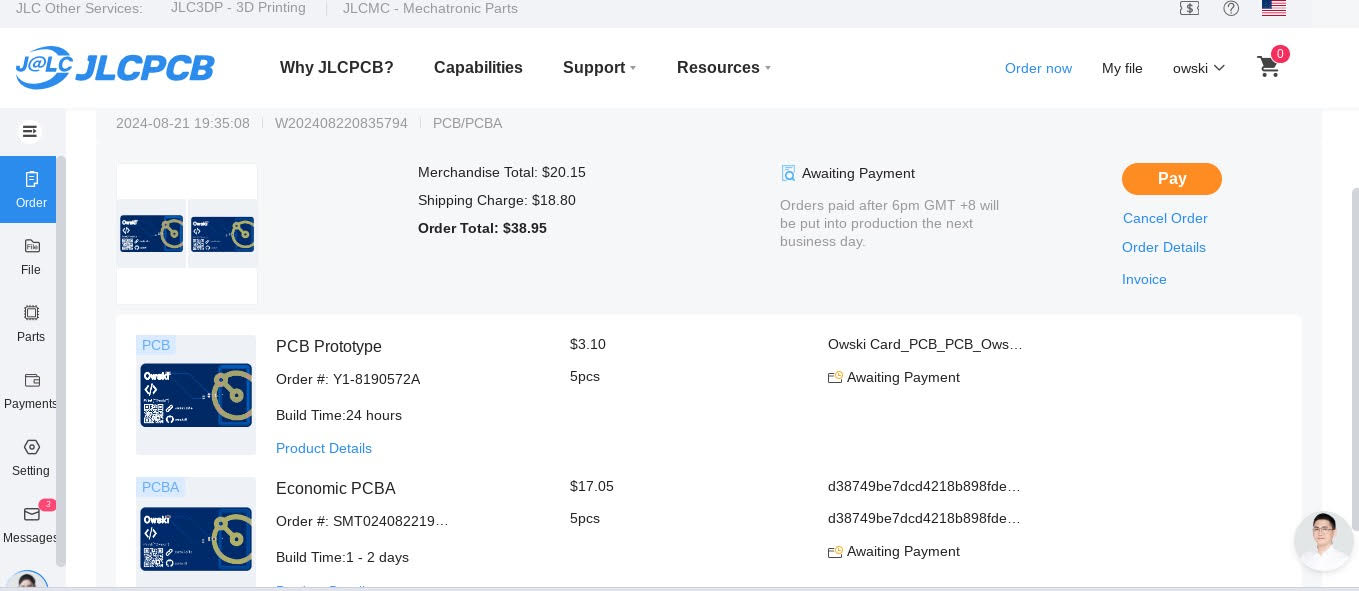 JLC Other Services: JLC3DP - 3D Printing JLCMC - Mechatronic Parts
J@LC JLCPCB Why JLCPCB? Capabilities Support Resources Order now My file owski 0
2024-08-21 19:35:08 W202408220835794 PCB/PCBA
Order
File
Parts
Payments
Setting
3
Messages
Merchandise Total: $20.15
Shipping Charge: $18.80
Order Total: $38.95
Awaiting Payment
Orders paid after 6pm GMT +8 will
be put into production the next
business day.
Pay
Cancel Order
Order Details
Invoice
PCB
Owski
PCB Prototype
Order #: Y1-8190572A
Build Time:24 hours
Product Details
$3.10
5pcs
Owski Card_PCB_PCB_Ows…
Awaiting Payment
PCBA
Owski
Economic PCBA
Order #: SMT024082219…
Build Time:1 - 2 days
$17.05
5pcs
d38749be7dcd4218b898fde…
d38749be7dcd4218b898fde…
Awaiting Payment